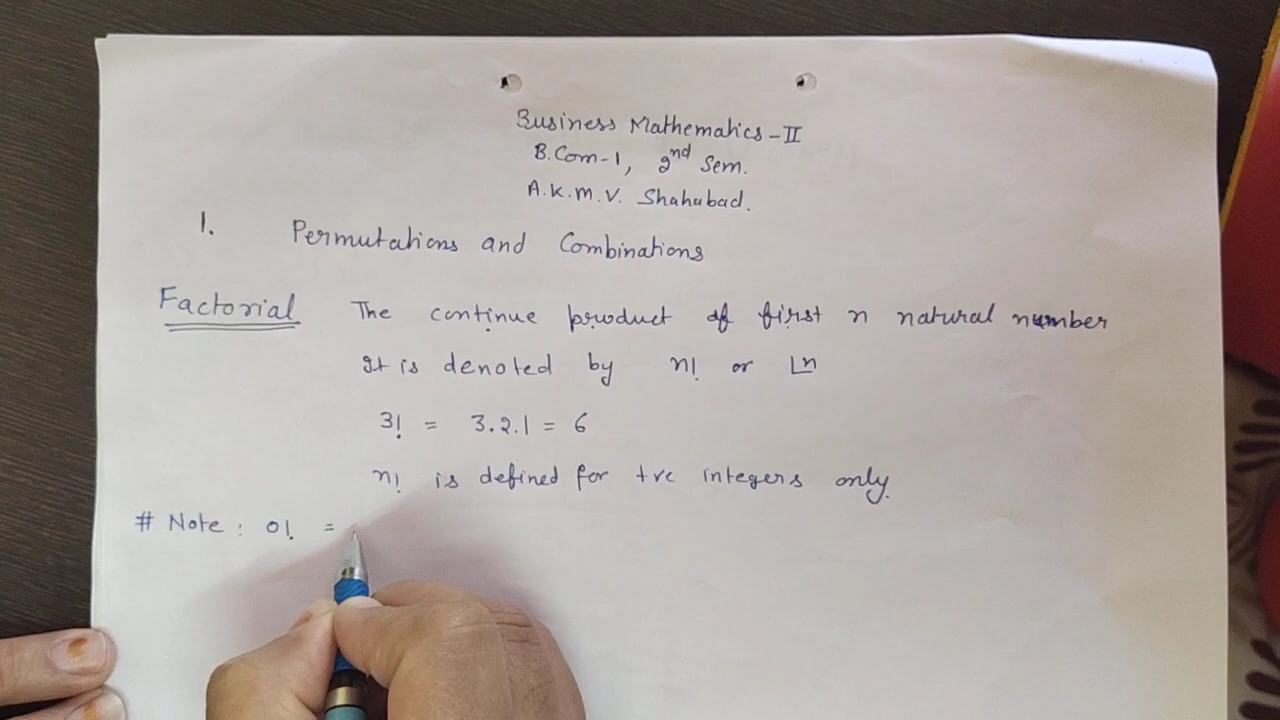 Business Mathematics-II
B.Com-1, 2nd Sem.
A.K.M.V. Shahabad.
1. Permutations and Combinations
Factorial The continue product of first n natural number
It is denoted by n! or ⌊n
3! = 3.2.1 = 6
n! is defined for +ve integers only.
# Note: 0! =